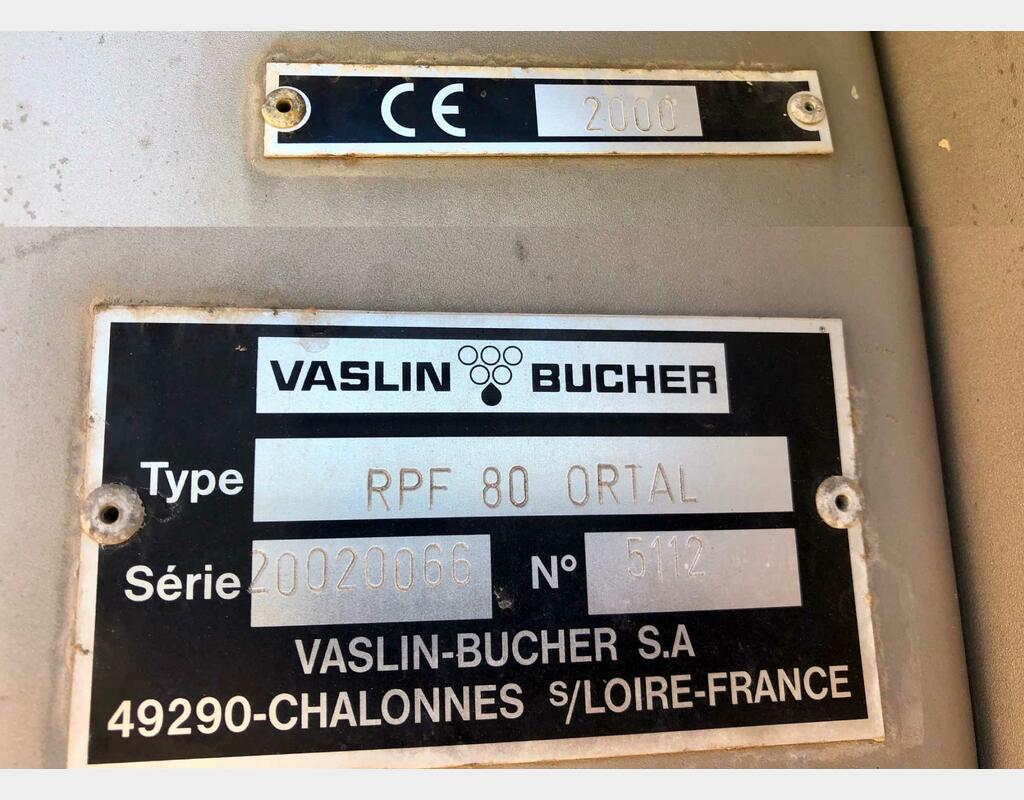 CE 2000
VASLIN BUCHER
Type RPF 80 ORTAL
Série 20020066 N° 5112
VASLIN-BUCHER S.A
49290-CHALONNES S/LOIRE-FRANCE